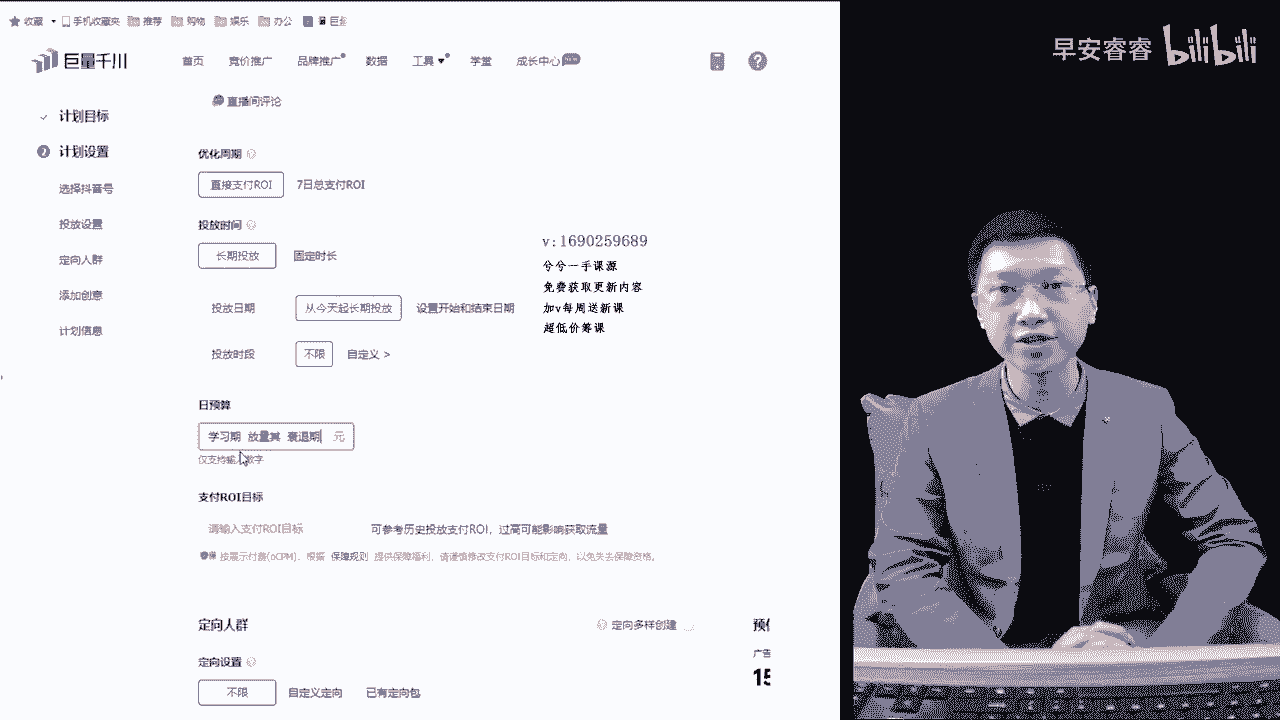 收藏 手机收藏夹 推荐 购物 娱乐 办公
巨量千川 首页 竞价推广 品牌推广 数据 工具 学堂 成长中心
早安睿睿 bilibili
直播间评论
计划目标
计划设置
选择抖音号
投放设置
定向人群
添加创意
计划信息
优化周期
直接支付ROI 7日总支付ROI
投放时间
长期投放 固定时长
投放日期 从今天起长期投放 设置开始和结束日期
投放时段 不限 自定义 >
v:1690259689
兮兮一手课源
免费获取更新内容
加v每周送新课
超低价筹课
日预算
学习期 放量其 衰退期 元
仅支持输入数字
支付ROI目标
请输入支付ROI目标 可参考历史投放支付ROI，过高可能影响获取流量
按展示付费(oCPM)，根据 保障规则 提供保障福利，请谨慎修改支付ROI目标和定向，以免失去保障资格。
定向人群 定向多样创建
定向设置
不限 自定义定向 已有定向包
广告
15